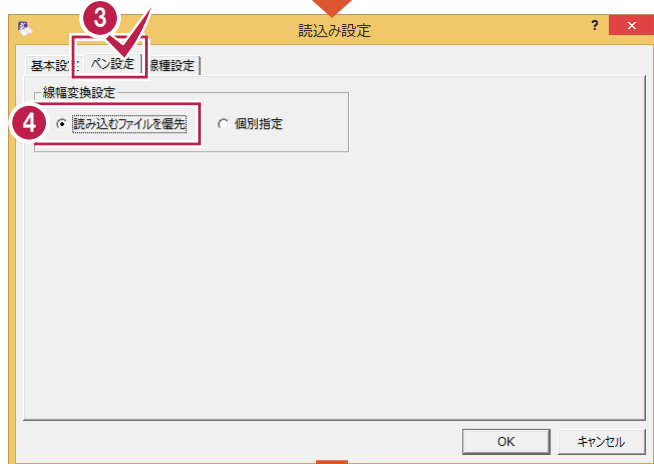 3
読込み設定
? ×
基本設定 ペン設定 線種設定
線幅変換設定
4
読み込むファイルを優先 個別指定
OK キャンセル